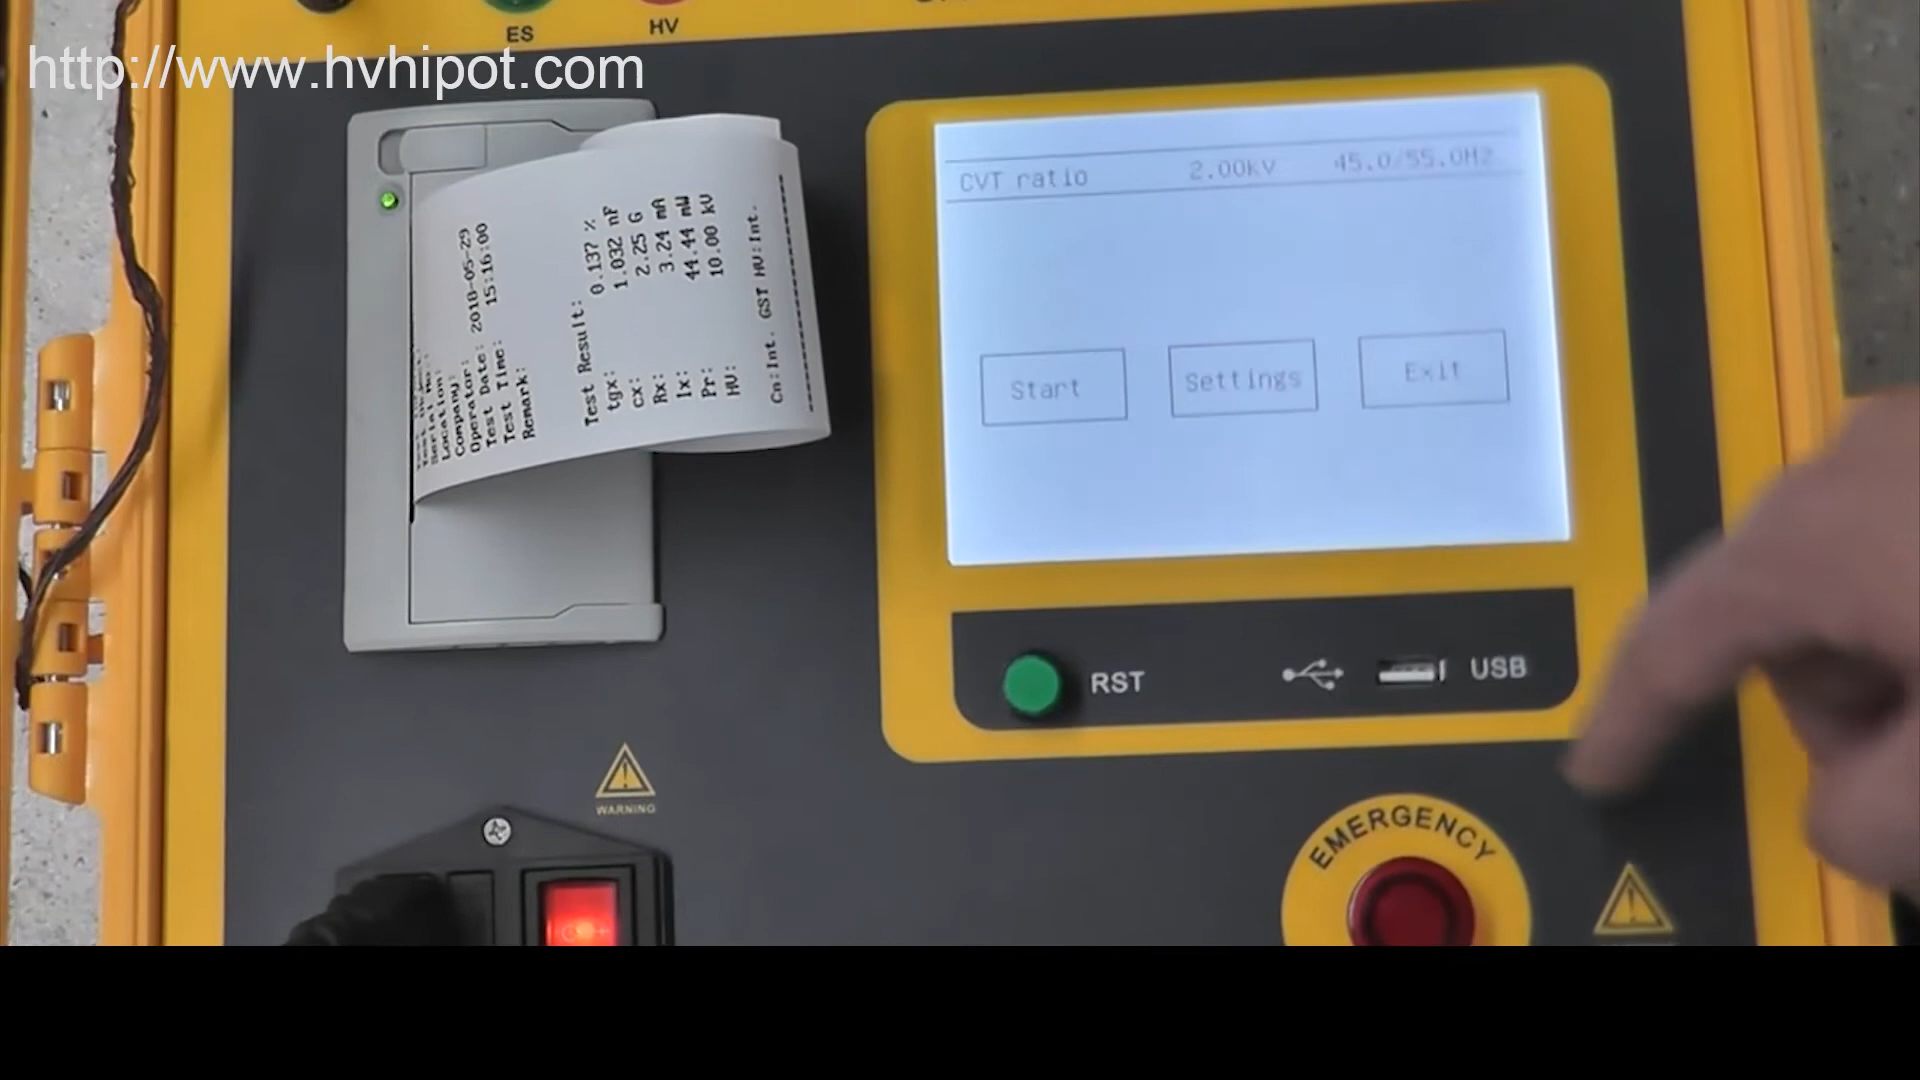 ES
HV
http://www.hvhipot.com
Serial No.:
Location:
Company:
Operator:
Test Date: 2018-05-29
Test Time: 15:16:00
Remark:
Test Result:
tgx: 0.137 %
cx: 1.032 nF
Rx: 2.25 G
Ix: 3.24 mA
Pr: 44.44 mW
HV: 10.00 kV
Cn:Int. GST HV:Int.
CVT ratio 2.00kV 45.0/55.0Hz
Start
Settings
Exit
RST
USB
WARNING
EMERGENCY